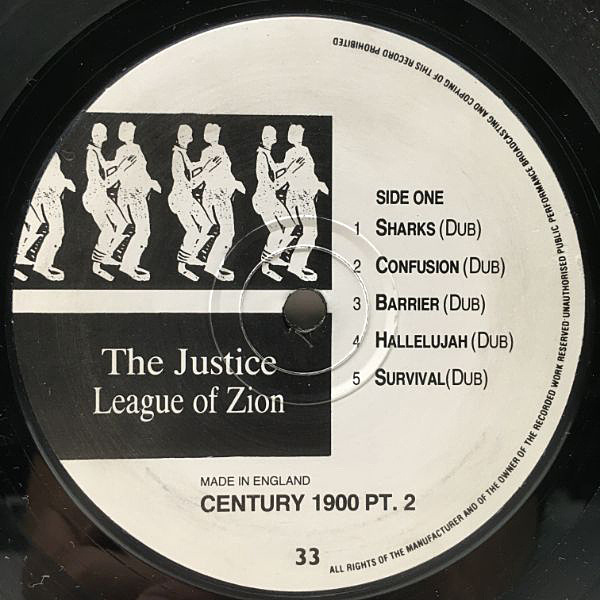 SIDE ONE
1 SHARKS (DUB)
2 CONFUSION (DUB)
3 BARRIER (DUB)
4 HALLELUJAH (DUB)
5 SURVIVAL(DUB)
The Justice
League of Zion
MADE IN ENGLAND
CENTURY 1900 PT. 2
33
ALL RIGHTS OF THE MANUFACTURER AND OF THE OWNER OF THE RECORDED WORK RESERVED UNAUTHORISED PUBLIC PERFORMANCE BROADCASTING AND COPYING OF THIS RECORD PROHIBITED